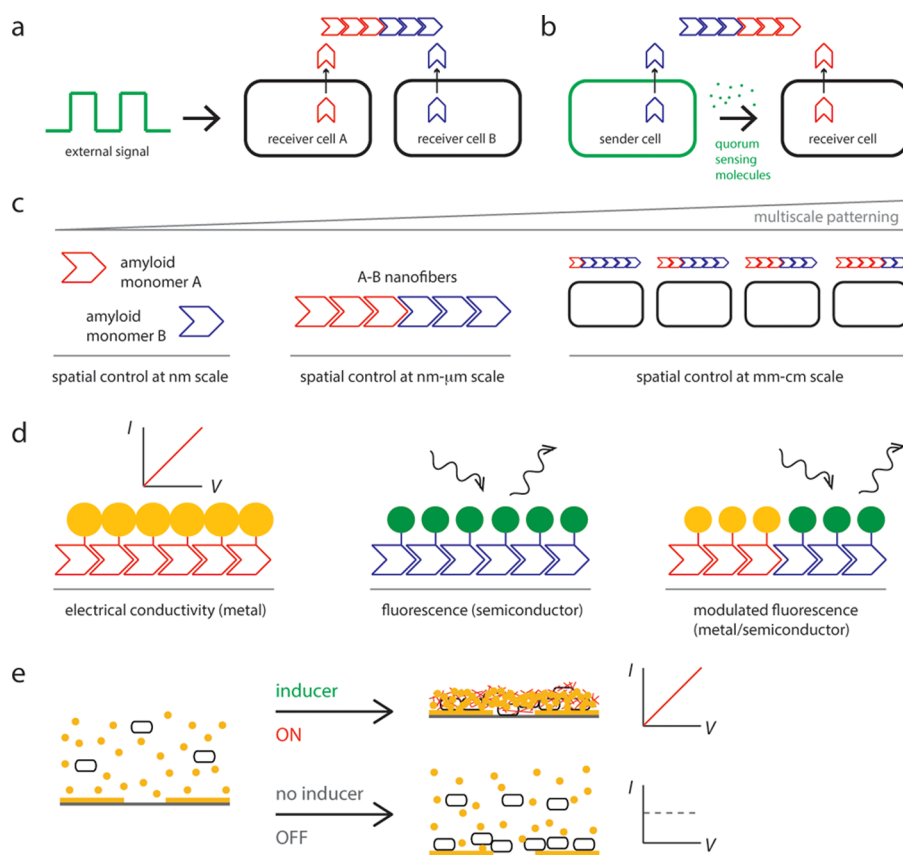 a
external signal
receiver cell A
receiver cell B
b
sender cell
quorum
sensing
molecules
receiver cell
c
multiscale patterning
amyloid
monomer A
amyloid
monomer B
spatial control at nm scale
A-B nanofibers
spatial control at nm-μm scale
spatial control at mm-cm scale
d
I
V
electrical conductivity (metal)
fluorescence (semiconductor)
modulated fluorescence
(metal/semiconductor)
e
inducer
ON
I
V
no inducer
OFF
I
V